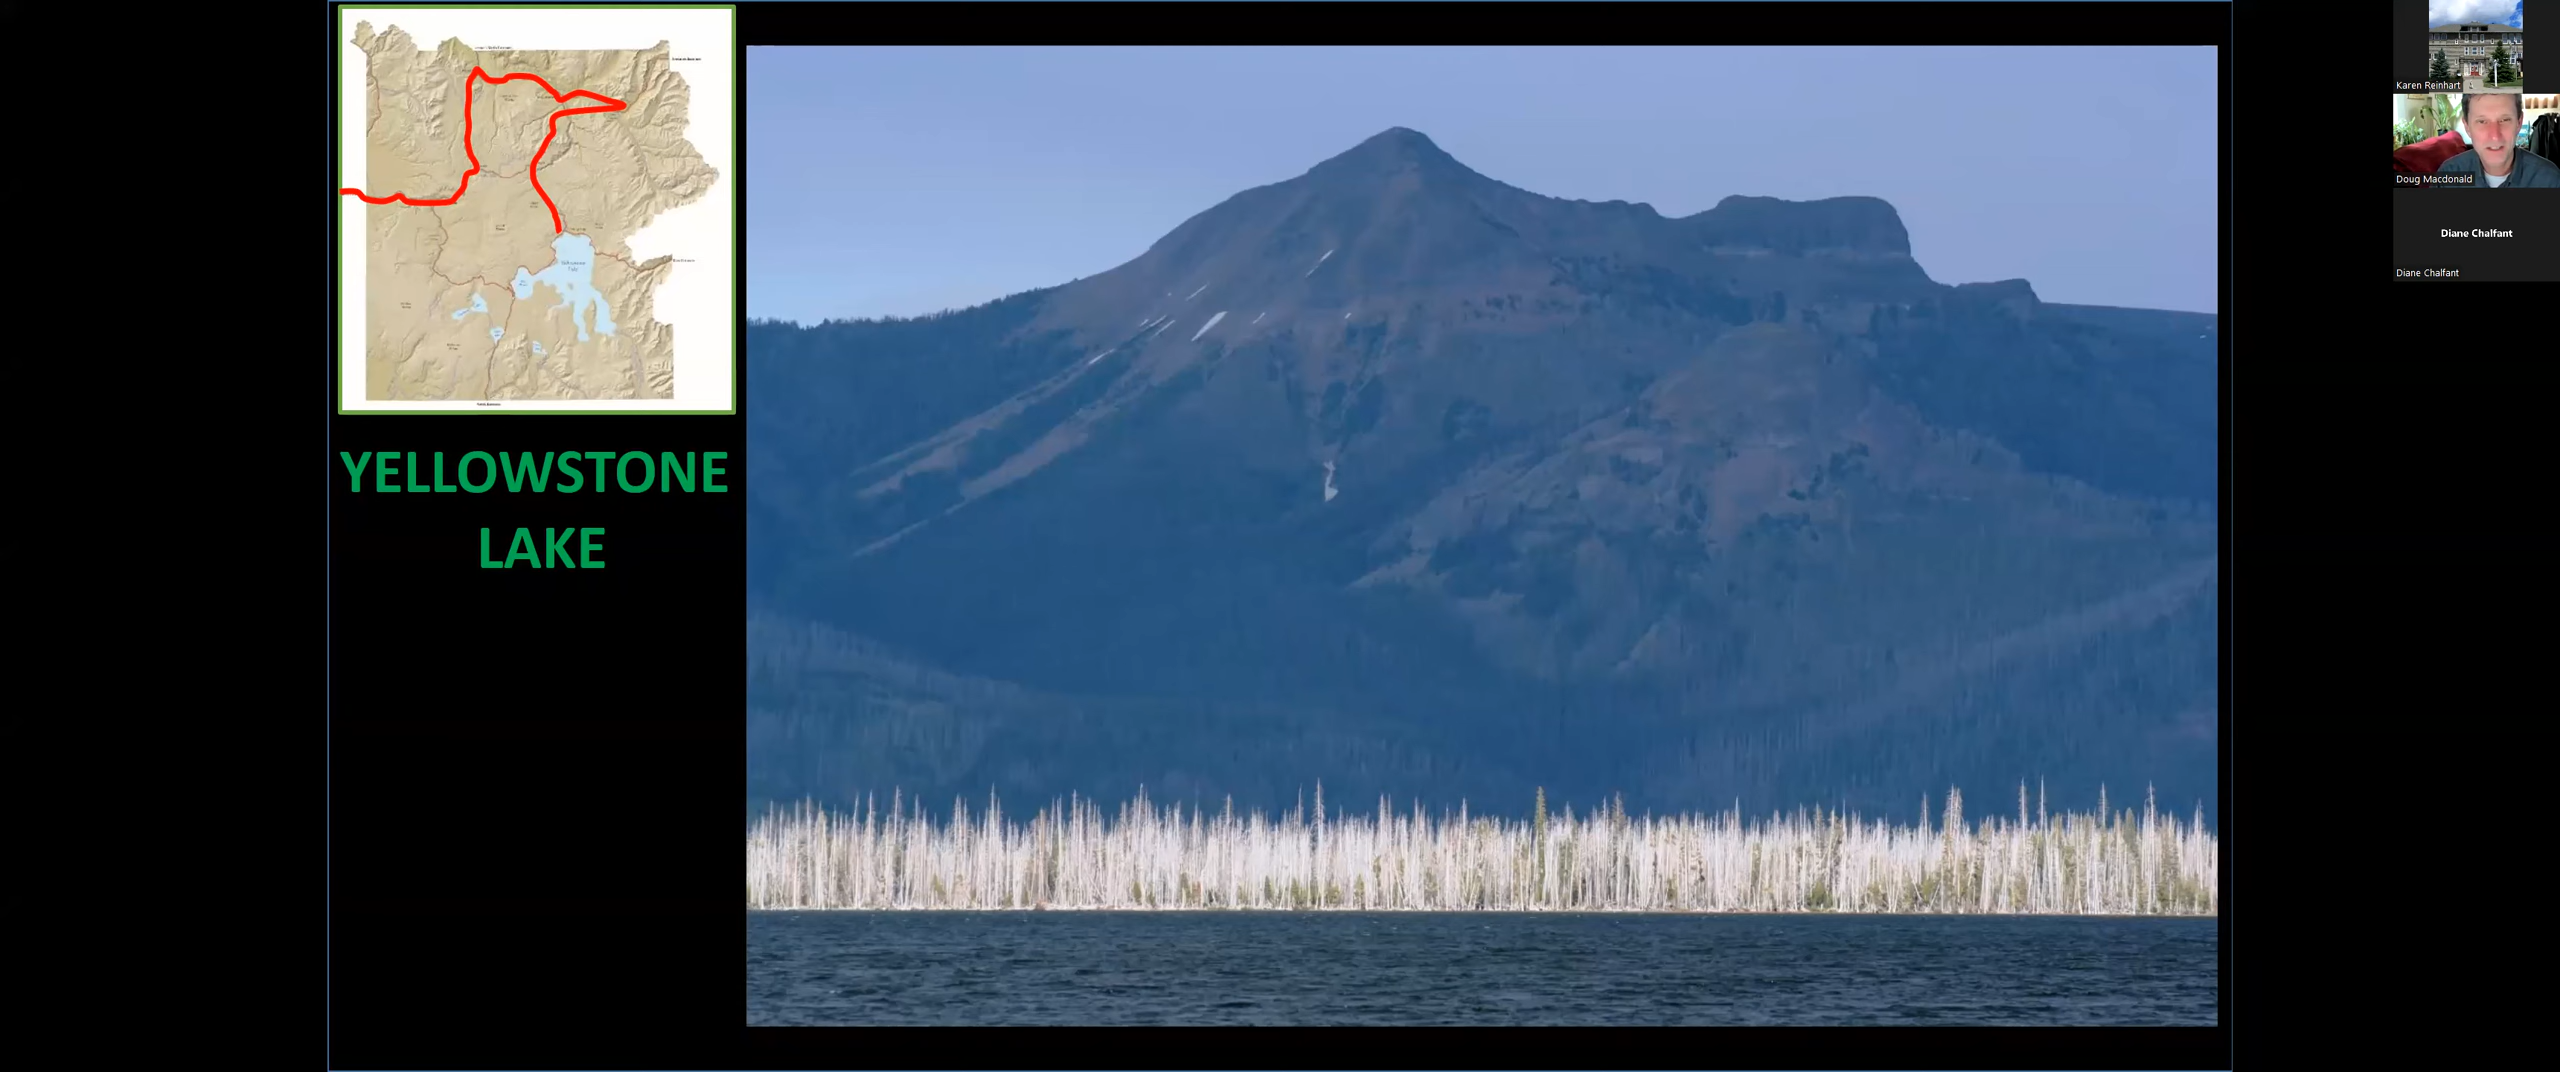 YELLOWSTONE
LAKE
Karen Reinhart
Doug Macdonald
Diane Chalfant
Diane Chalfant